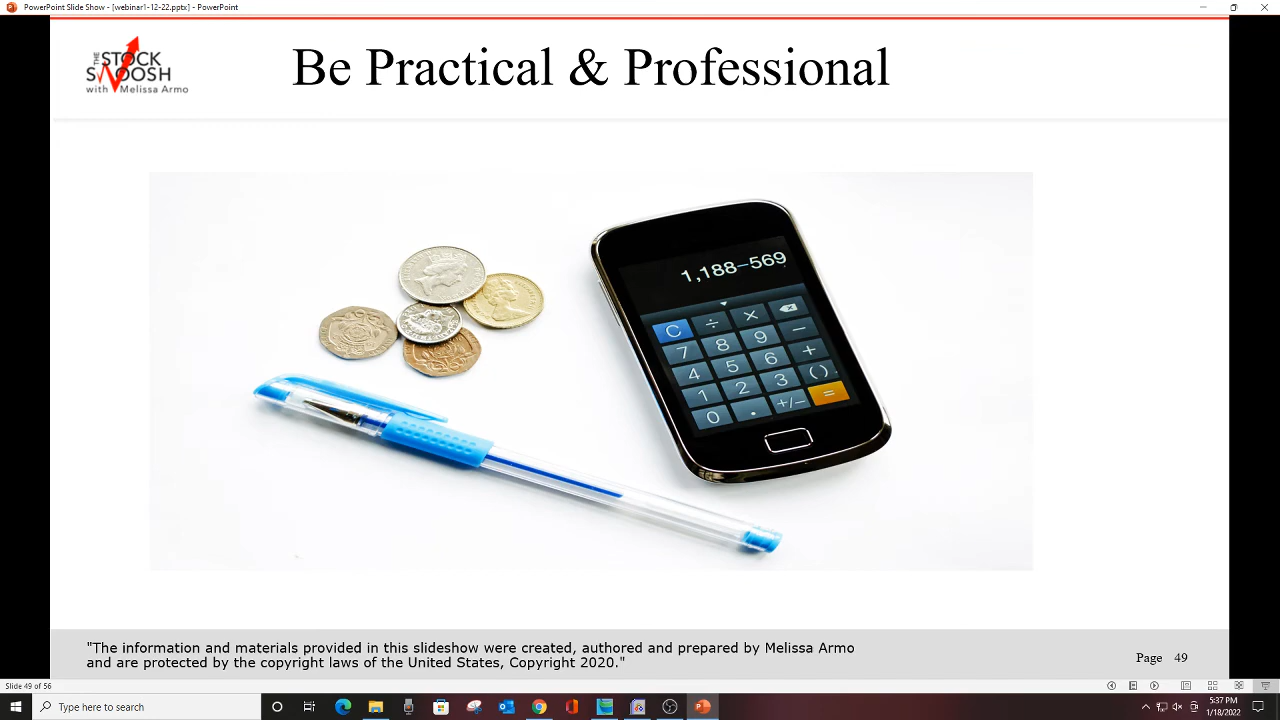 PowerPoint Slide Show - [webinar1-12-22.pptx] - PowerPoint
THE STOCK
SWOOSH
with Melissa Armo
Be Practical & Professional
1,188−569
C ÷ ×
7 8 9 −
4 5 6 +
1 2 3 ( )
0 . +/− =
"The information and materials provided in this slideshow were created, authored and prepared by Melissa Armo
and are protected by the copyright laws of the United States, Copyright 2020."
Page 49
Slide 49 of 56
Type here to search
5:37 PM
1/18/2022